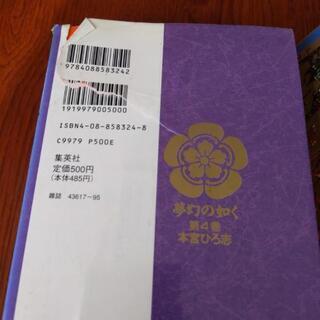 9784088583242
1919979005000
ISBN4-08-858324-8
C9979 P500E
集英社
定価500円
(本体485円)
雑誌 43617-95
夢幻の如く
第4巻
本宮ひろ志